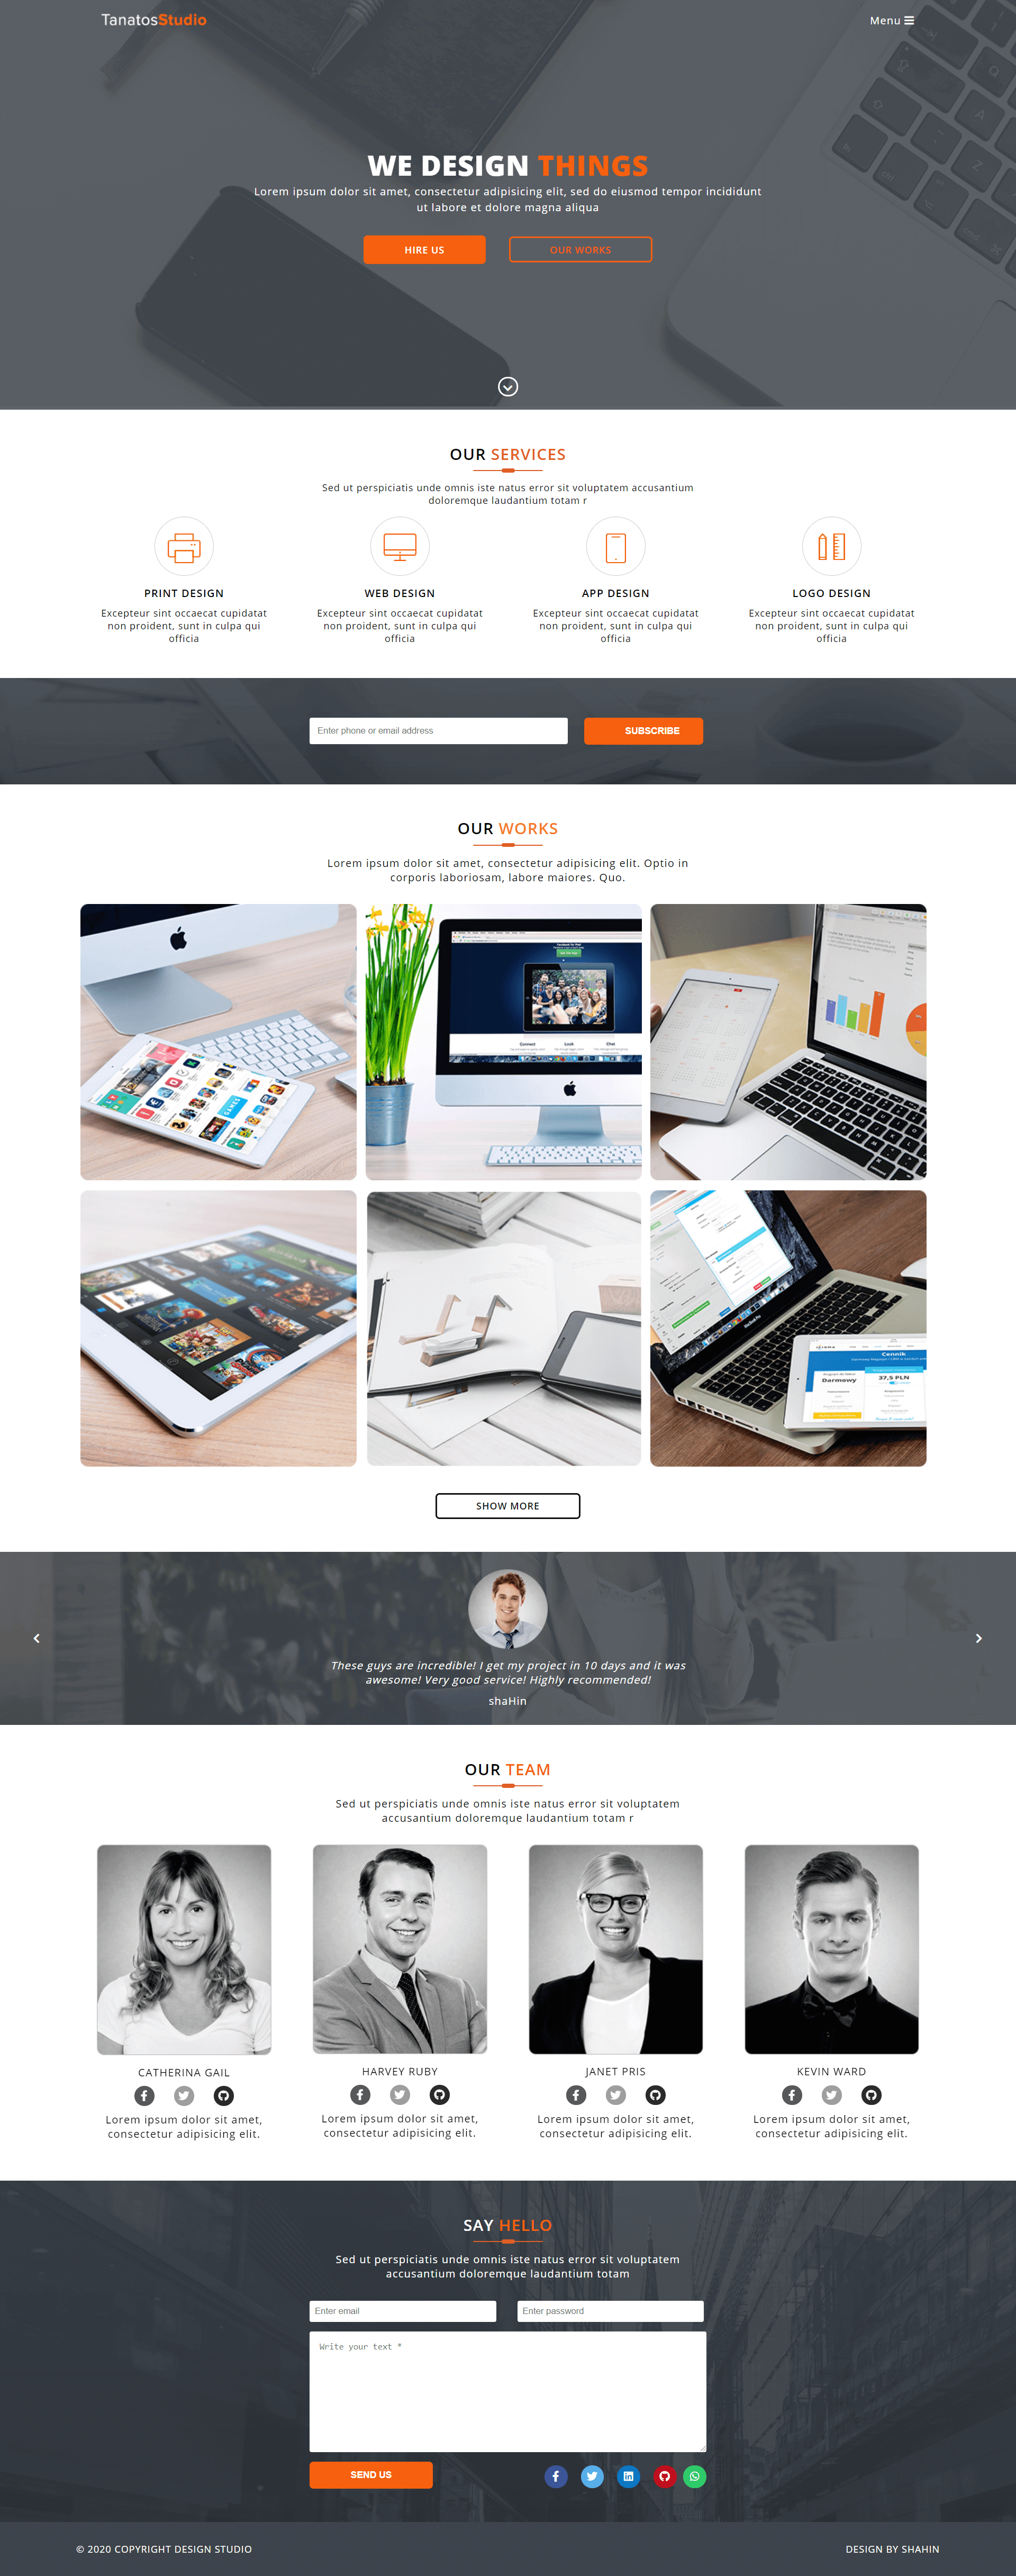 TanatosStudio
Menu
WE DESIGN THINGS
Lorem ipsum dolor sit amet, consectetur adipisicing elit, sed do eiusmod tempor incididunt
ut labore et dolore magna aliqua
HIRE US
OUR WORKS
OUR SERVICES
Sed ut perspiciatis unde omnis iste natus error sit voluptatem accusantium
doloremque laudantium totam r
PRINT DESIGN
Excepteur sint occaecat cupidatat
non proident, sunt in culpa qui
officia
WEB DESIGN
Excepteur sint occaecat cupidatat
non proident, sunt in culpa qui
officia
APP DESIGN
Excepteur sint occaecat cupidatat
non proident, sunt in culpa qui
officia
LOGO DESIGN
Excepteur sint occaecat cupidatat
non proident, sunt in culpa qui
officia
Enter phone or email address
SUBSCRIBE
OUR WORKS
Lorem ipsum dolor sit amet, consectetur adipisicing elit. Optio in
corporis laboriosam, labore maiores. Quo.
GAMES
Connect
Look
Chat
Cennik
Darmowy
37,5 PLN
SHOW MORE
These guys are incredible! I get my project in 10 days and it was
awesome! Very good service! Highly recommended!
shaHin
OUR TEAM
Sed ut perspiciatis unde omnis iste natus error sit voluptatem
accusantium doloremque laudantium totam r
CATHERINA GAIL
Lorem ipsum dolor sit amet,
consectetur adipisicing elit.
HARVEY RUBY
Lorem ipsum dolor sit amet,
consectetur adipisicing elit.
JANET PRIS
Lorem ipsum dolor sit amet,
consectetur adipisicing elit.
KEVIN WARD
Lorem ipsum dolor sit amet,
consectetur adipisicing elit.
SAY HELLO
Sed ut perspiciatis unde omnis iste natus error sit voluptatem
accusantium doloremque laudantium totam
Enter email
Enter password
Write your text *
SEND US
© 2020 COPYRIGHT DESIGN STUDIO
DESIGN BY SHAHIN